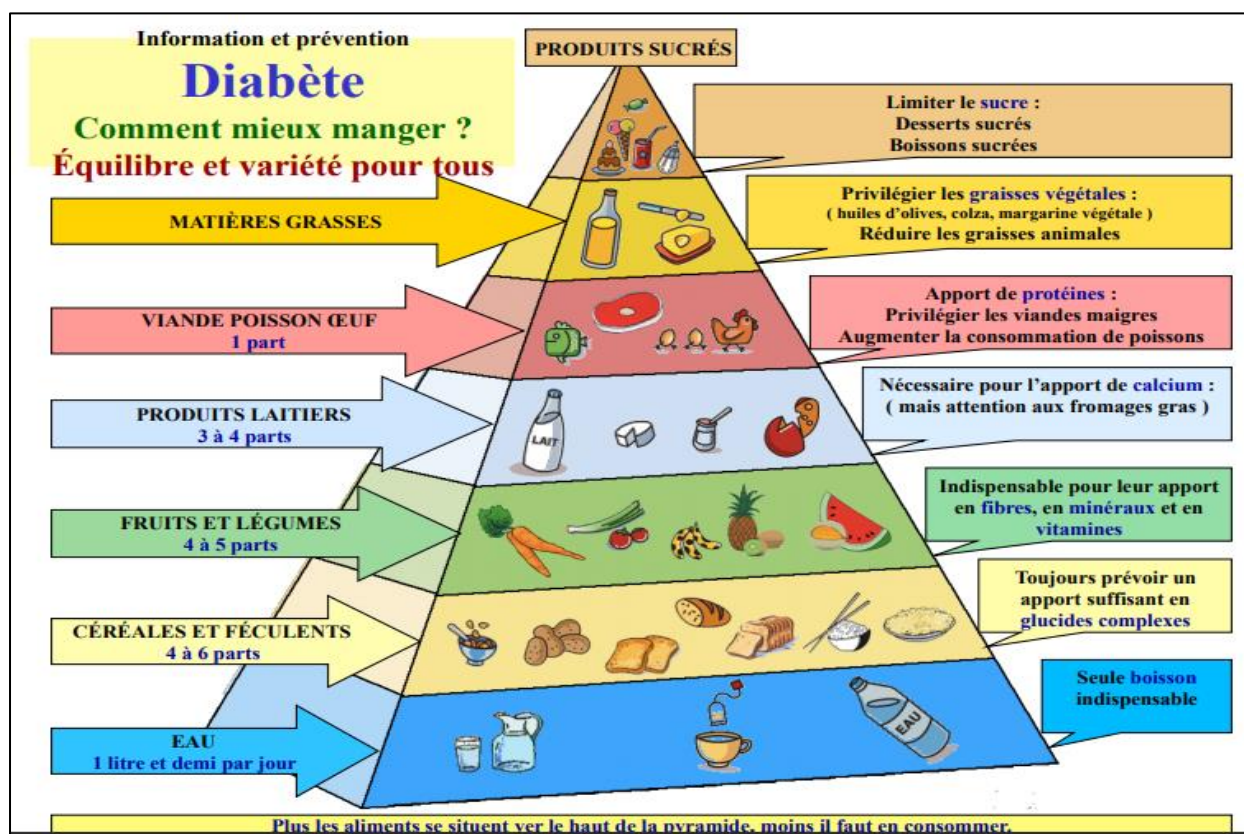 Information et prévention
Diabète
Comment mieux manger ?
Équilibre et variété pour tous
PRODUITS SUCRÉS
Limiter le sucre :
Desserts sucrés
Boissons sucrées
MATIÈRES GRASSES
Privilégier les graisses végétales :
( huiles d'olives, colza, margarine végétale )
Réduire les graisses animales
VIANDE POISSON ŒUF
1 part
Apport de protéines :
Privilégier les viandes maigres
Augmenter la consommation de poissons
PRODUITS LAITIERS
3 à 4 parts
LAIT
Nécessaire pour l'apport de calcium :
( mais attention aux fromages gras )
FRUITS ET LÉGUMES
4 à 5 parts
Indispensable pour leur apport
en fibres, en minéraux et en
vitamines
CÉRÉALES ET FÉCULENTS
4 à 6 parts
Toujours prévoir un
apport suffisant en
glucides complexes
EAU
1 litre et demi par jour
EAU
Seule boisson
indispensable
Plus les aliments se situent ver le haut de la pyramide, moins il faut en consommer.